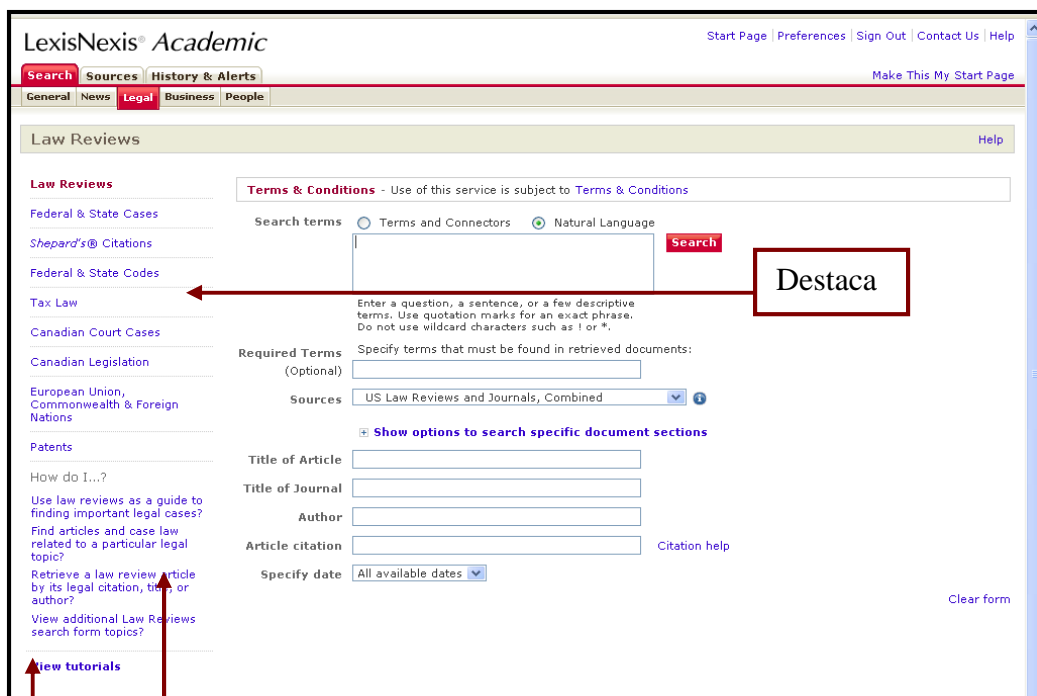 LexisNexis® Academic
Start Page | Preferences | Sign Out | Contact Us | Help
Search Sources History & Alerts
Make This My Start Page
General News Legal Business People
Law Reviews
Help
Law Reviews
Federal & State Cases
Shepard's® Citations
Federal & State Codes
Tax Law
Canadian Court Cases
Canadian Legislation
European Union,
Commonwealth & Foreign
Nations
Patents
How do I...?
Use law reviews as a guide to
finding important legal cases?
Find articles and case law
related to a particular legal
topic?
Retrieve a law review article
by its legal citation, title, or
author?
View additional Law Reviews
search form topics?
View tutorials
Terms & Conditions - Use of this service is subject to Terms & Conditions
Search terms Terms and Connectors Natural Language
Search
Destaca
Enter a question, a sentence, or a few descriptive
terms. Use quotation marks for an exact phrase.
Do not use wildcard characters such as ! or *.
Required Terms Specify terms that must be found in retrieved documents:
(Optional)
Sources US Law Reviews and Journals, Combined
Show options to search specific document sections
Title of Article
Title of Journal
Author
Article citation Citation help
Specify date All available dates
Clear form